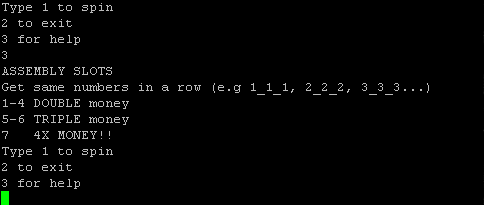 Type 1 to spin
2 to exit
3 for help
3
ASSEMBLY SLOTS
Get same numbers in a row (e.g 1_1_1, 2_2_2, 3_3_3...)
1-4 DOUBLE money
5-6 TRIPLE money
7   4X MONEY!!
Type 1 to spin
2 to exit
3 for help